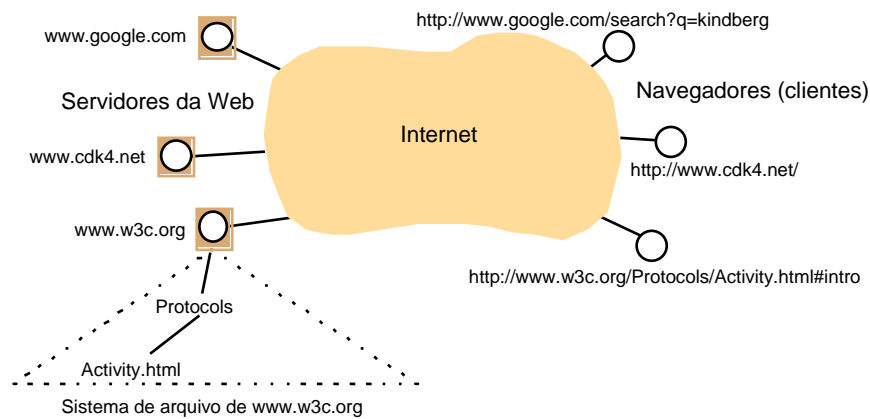 www.google.com
http://www.google.com/search?q=kindberg
Servidores da Web
Navegadores (clientes)
Internet
www.cdk4.net
http://www.cdk4.net/
www.w3c.org
http://www.w3c.org/Protocols/Activity.html#intro
Protocols
Activity.html
Sistema de arquivo de www.w3c.org